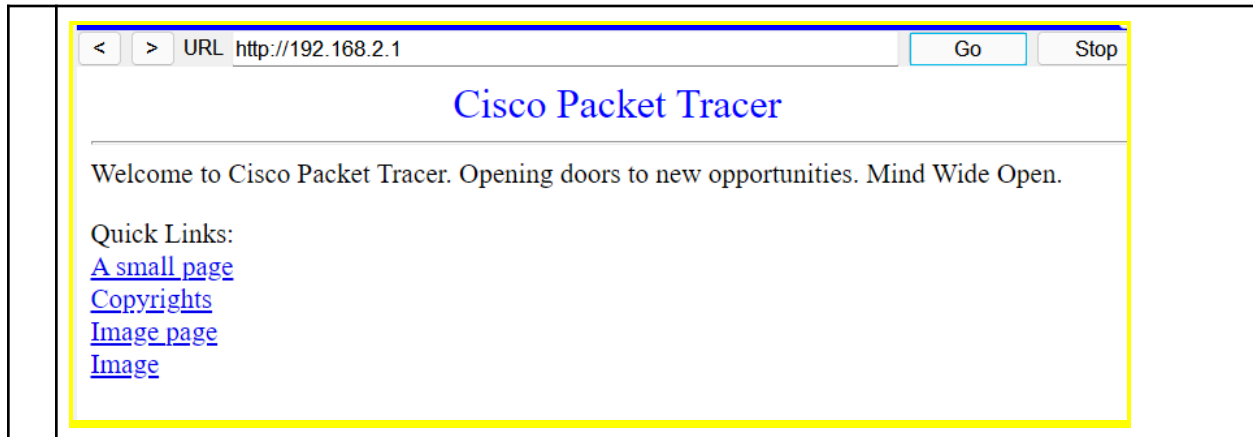 < > URL http://192.168.2.1 Go Stop
Cisco Packet Tracer
Welcome to Cisco Packet Tracer. Opening doors to new opportunities. Mind Wide Open.
Quick Links:
A small page
Copyrights
Image page
Image